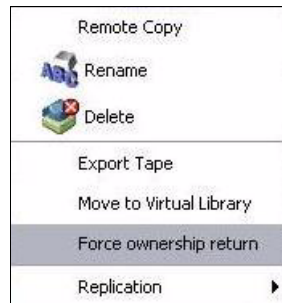 Remote Copy
Rename
Delete
Export Tape
Move to Virtual Library
Force ownership return
Replication